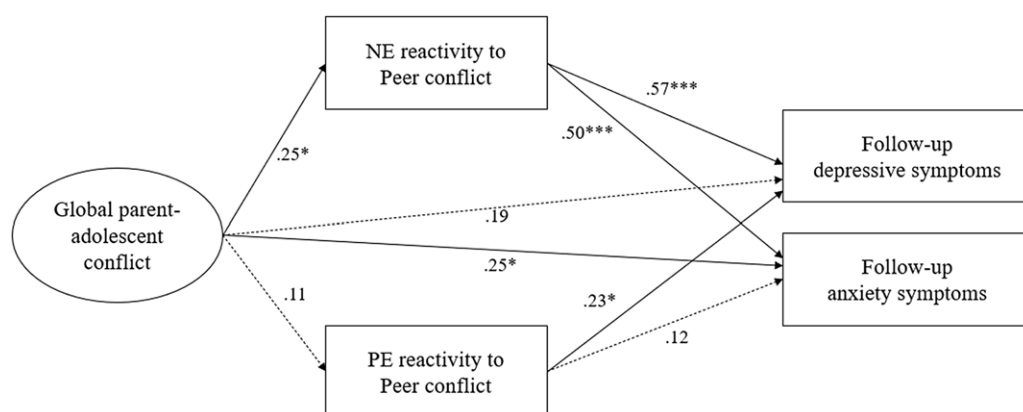 NE reactivity to
Peer conflict
.57***
.50***
Follow-up
depressive symptoms
.25*
Global parent-
adolescent
conflict
.19
.25*
Follow-up
anxiety symptoms
.11
.23*
.12
PE reactivity to
Peer conflict